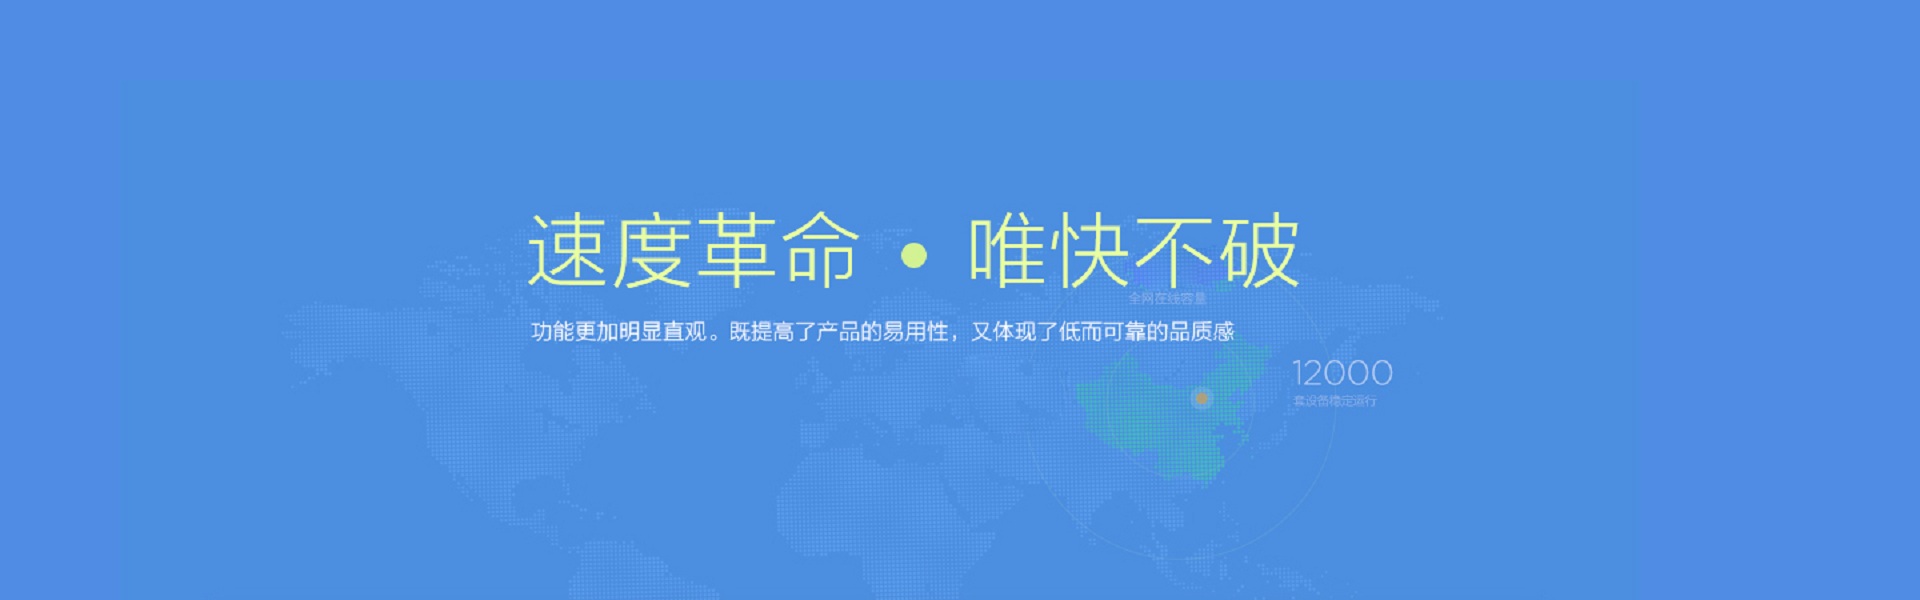 速度革命 • 唯快不破
全网在线容量
功能更加明显直观。既提高了产品的易用性，又体现了低而可靠的品质感
12000
套设备稳定运行